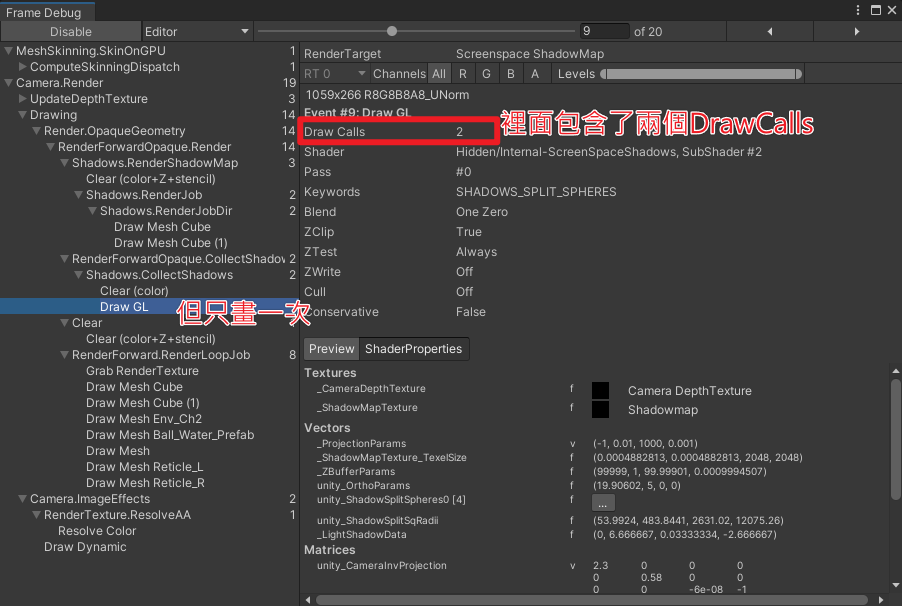 Frame Debug
Disable
Editor
9
of 20
MeshSkinning.SkinOnGPU 1
ComputeSkinningDispatch 1
Camera.Render 19
UpdateDepthTexture 3
Drawing 14
Render.OpaqueGeometry 14
RenderForwardOpaque.Render 14
Shadows.RenderShadowMap 3
Clear (color+Z+stencil)
Shadows.RenderJob 2
Shadows.RenderJobDir 2
Draw Mesh Cube
Draw Mesh Cube (1)
RenderForwardOpaque.CollectShadow 2
Shadows.CollectShadows 2
Clear (color)
Draw GL
但只畫一次
Clear
Clear (color+Z+stencil)
RenderForward.RenderLoopJob 8
Grab RenderTexture
Draw Mesh Cube
Draw Mesh Cube (1)
Draw Mesh Env_Ch2
Draw Mesh Ball_Water_Prefab
Draw Mesh
Draw Mesh Reticle_L
Draw Mesh Reticle_R
Camera.ImageEffects 2
RenderTexture.ResolveAA 1
Resolve Color
Draw Dynamic
RenderTarget Screenspace ShadowMap
RT 0 Channels All R G B A Levels
1059x266 R8G8B8A8_UNorm
Event #9: Draw GL
Draw Calls 2
裡面包含了兩個DrawCalls
Shader Hidden/Internal-ScreenSpaceShadows, SubShader #2
Pass #0
Keywords SHADOWS_SPLIT_SPHERES
Blend One Zero
ZClip True
ZTest Always
ZWrite Off
Cull Off
Conservative False
Preview ShaderProperties
Textures
_CameraDepthTexture f Camera DepthTexture
_ShadowMapTexture f Shadowmap
Vectors
_ProjectionParams v (-1, 0.01, 1000, 0.001)
_ShadowMapTexture_TexelSize f (0.0004882813, 0.0004882813, 2048, 2048)
_ZBufferParams f (99999, 1, 99.99901, 0.0009994507)
unity_OrthoParams f (19.90602, 5, 0, 0)
unity_ShadowSplitSpheres0 [4] f ...
unity_ShadowSplitSqRadii f (53.9924, 483.8441, 2631.02, 12075.26)
_LightShadowData f (0, 6.666667, 0.03333334, -2.666667)
Matrices
unity_CameraInvProjection v 2.3 0 0 0
0 0.58 0 0
0 0 -6e-08 -1